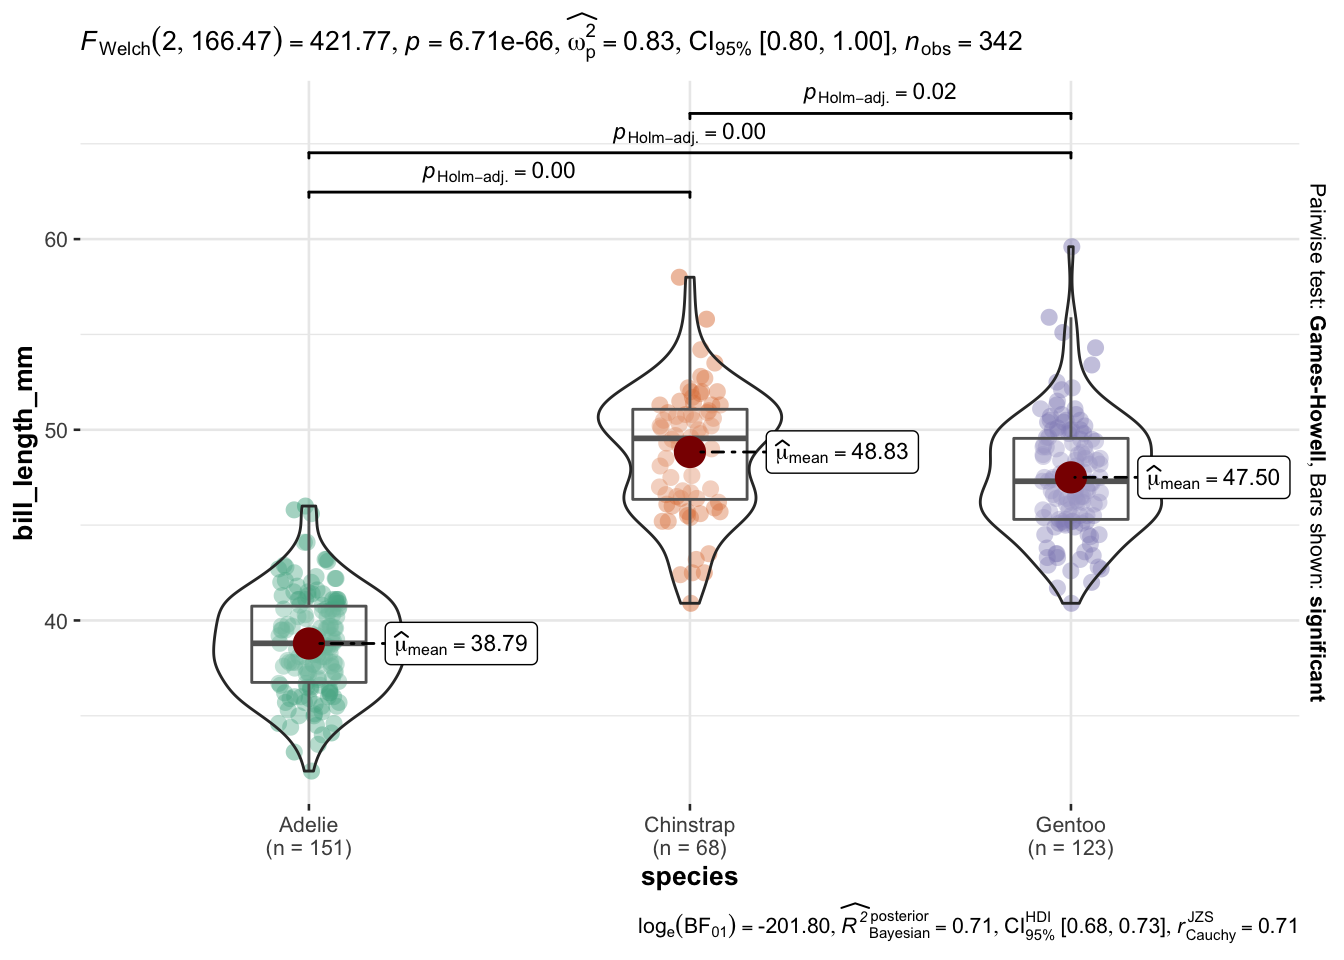 F_Welch(2, 166.47) = 421.77, p = 6.71e-66, ω̂²_p = 0.83, CI_95% [0.80, 1.00], n_obs = 342
p_Holm−adj. = 0.02
p_Holm−adj. = 0.00
p_Holm−adj. = 0.00
60
50
40
bill_length_mm
μ̂_mean = 48.83
μ̂_mean = 47.50
μ̂_mean = 38.79
Pairwise test: Games-Howell, Bars shown: significant
Adelie
(n = 151)
Chinstrap
(n = 68)
Gentoo
(n = 123)
species
log_e(BF_01) = -201.80, R̂²^posterior_Bayesian = 0.71, CI^HDI_95% [0.68, 0.73], r^JZS_Cauchy = 0.71